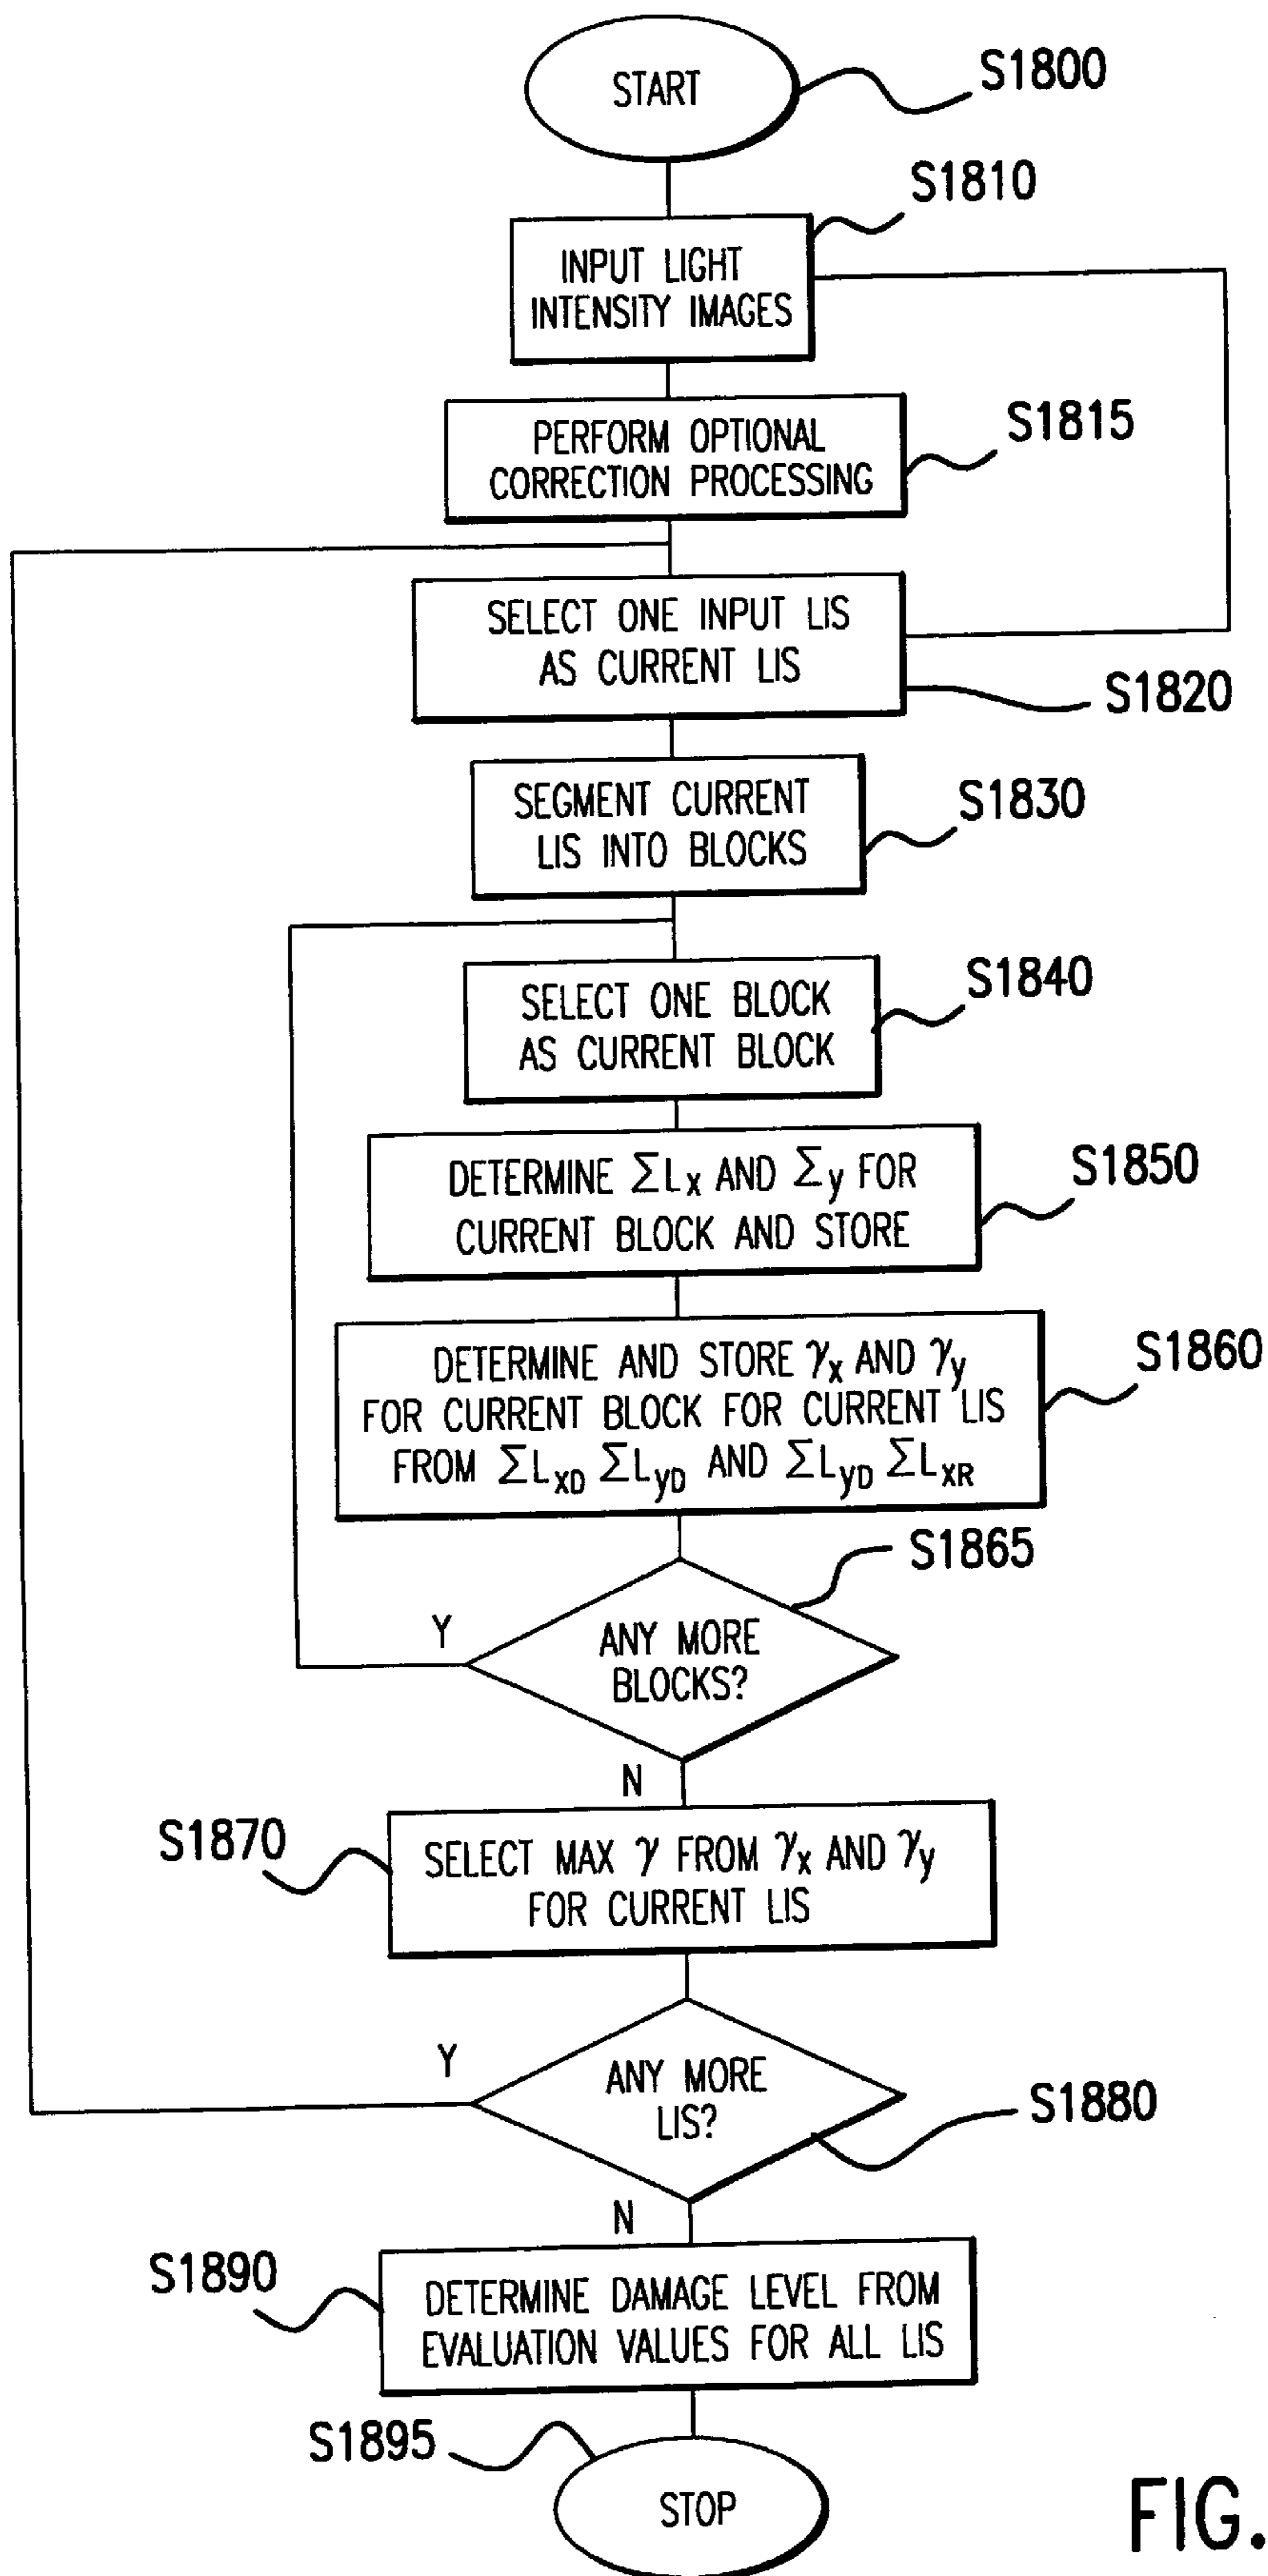 START
S1800
S1810
INPUT LIGHT
INTENSITY IMAGES
S1815
PERFORM OPTIONAL
CORRECTION PROCESSING
SELECT ONE INPUT LIS
AS CURRENT LIS
S1820
SEGMENT CURRENT
LIS INTO BLOCKS
S1830
SELECT ONE BLOCK
AS CURRENT BLOCK
S1840
DETERMINE ΣLx AND Σy FOR
CURRENT BLOCK AND STORE
S1850
DETERMINE AND STORE γx AND γy
FOR CURRENT BLOCK FOR CURRENT LIS
FROM ΣLxD ΣLyD AND ΣLyD ΣLxR
S1860
S1865
Y
ANY MORE
BLOCKS?
N
S1870
SELECT MAX γ FROM γx AND γy
FOR CURRENT LIS
Y
ANY MORE
LIS?
S1880
N
S1890
DETERMINE DAMAGE LEVEL FROM
EVALUATION VALUES FOR ALL LIS
S1895
STOP
FIG.